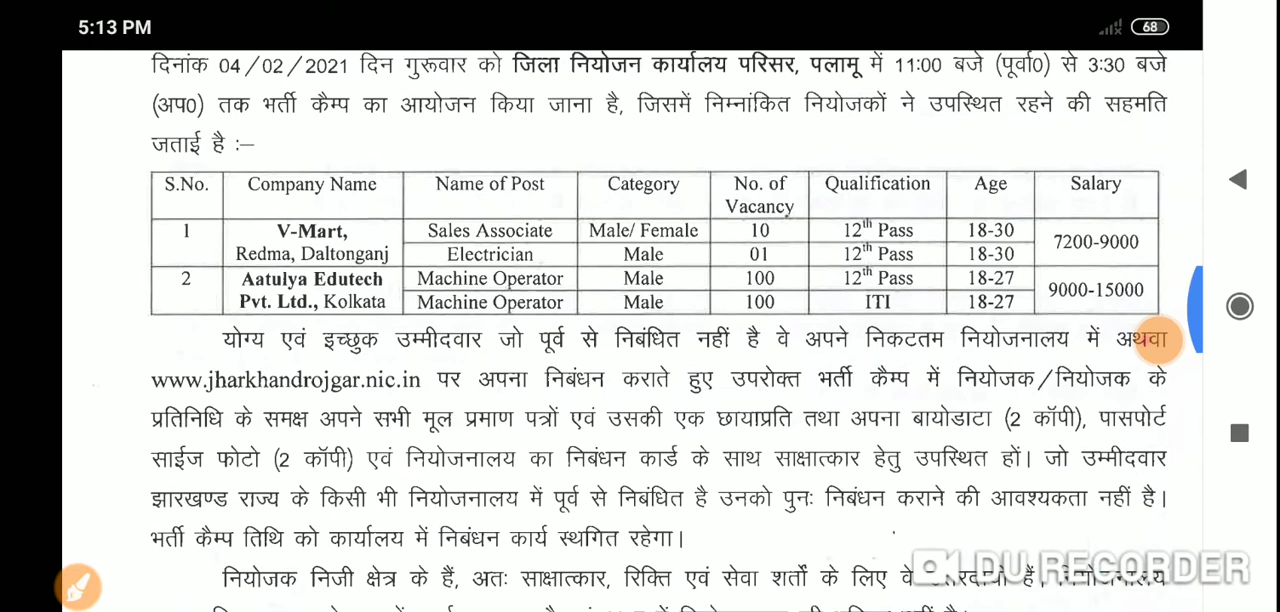 5:13 PM
68
दिनांक 04/02/2021 दिन गुरूवार को जिला नियोजन कार्यालय परिसर, पलामू में 11:00 बजे (पूर्वा0) से 3:30 बजे
(अप0) तक भर्ती कैम्प का आयोजन किया जाना है, जिसमें निम्नांकित नियोजकों ने उपस्थित रहने की सहमति
जताई है :–
S.No. Company Name Name of Post Category No. of Vacancy Qualification Age Salary
1 V-Mart, Sales Associate Male/ Female 10 12th Pass 18-30 7200-9000
Redma, Daltonganj Electrician Male 01 12th Pass 18-30
2 Aatulya Edutech Machine Operator Male 100 12th Pass 18-27 9000-15000
Pvt. Ltd., Kolkata Machine Operator Male 100 ITI 18-27
योग्य एवं इच्छुक उम्मीदवार जो पूर्व से निबंधित नहीं है वे अपने निकटतम नियोजनालय में अथवा
www.jharkhandrojgar.nic.in पर अपना निबंधन कराते हुए उपरोक्त भर्ती कैम्प में नियोजक/नियोजक के
प्रतिनिधि के समक्ष अपने सभी मूल प्रमाण पत्रों एवं उसकी एक छायाप्रति तथा अपना बायोडाटा (2 कॉपी), पासपोर्ट
साईज फोटो (2 कॉपी) एवं नियोजनालय का निबंधन कार्ड के साथ साक्षात्कार हेतु उपस्थित हों। जो उम्मीदवार
झारखण्ड राज्य के किसी भी नियोजनालय में पूर्व से निबंधित है उनको पुनः निबंधन कराने की आवश्यकता नहीं है।
भर्ती कैम्प तिथि को कार्यालय में निबंधन कार्य स्थगित रहेगा।
नियोजक निजी क्षेत्र के हैं, अतः साक्षात्कार, रिक्ति एवं सेवा शर्तों के लिए वे
DU RECORDER